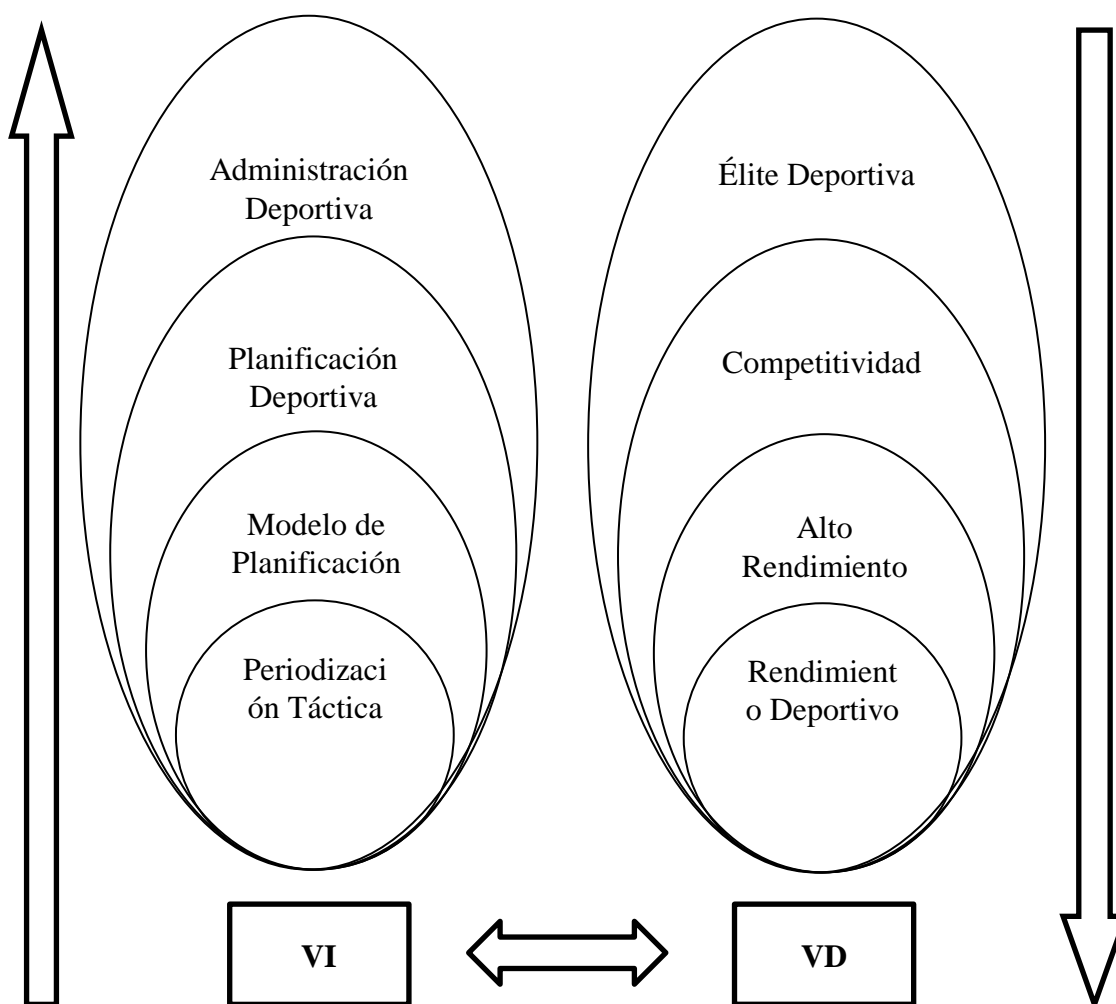 Administración
Deportiva
Planificación
Deportiva
Modelo de
Planificación
Periodizaci
ón Táctica
VI
Élite Deportiva
Competitividad
Alto
Rendimiento
Rendimient
o Deportivo
VD